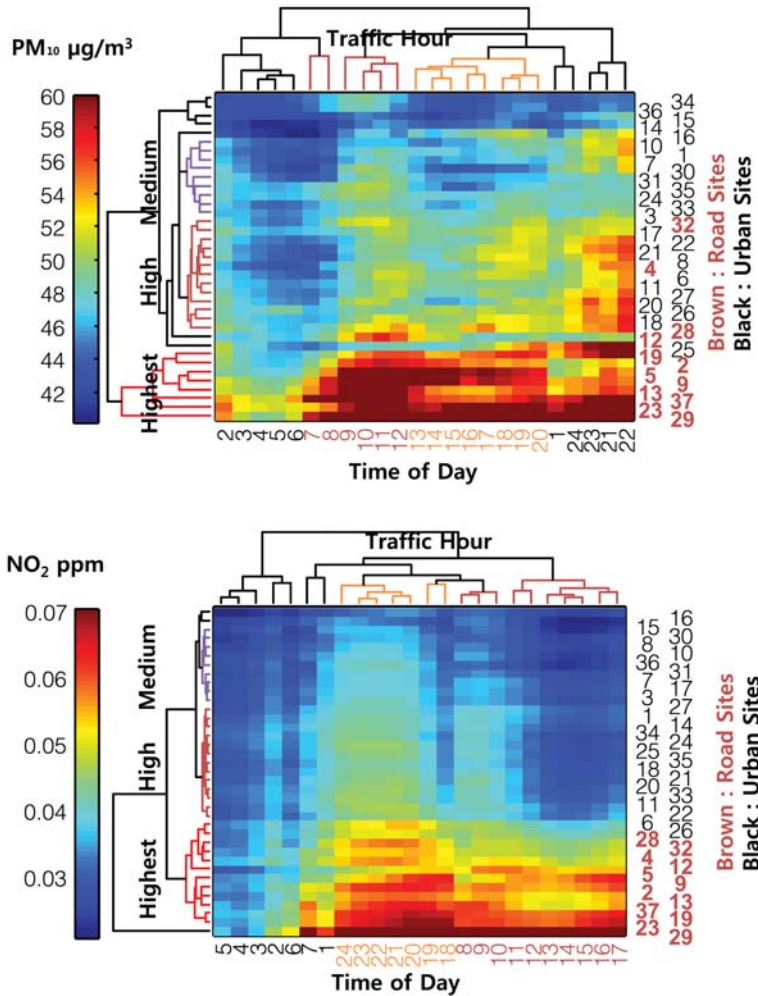 Traffic Hour
PM₁₀ μg/m³
60
58
56
54
52
50
48
46
44
42
Medium
High
Highest
36 34
14 15
10 16
7 1
31 30
24 35
3 33
17 32
21 22
4 8
11 6
20 27
18 26
12 28
19 25
5 2
13 9
23 37
29
Brown : Road Sites
Black : Urban Sites
2 3 4 5 6 7 8 9 10 11 12 13 14 15 16 17 18 19 20 1 24 23 21 22
Time of Day
Traffic Hour
NO₂ ppm
0.07
0.06
0.05
0.04
0.03
Medium
High
Highest
15 16
8 30
36 10
7 31
3 17
1 27
34 14
25 24
18 35
20 21
11 33
6 22
28 26
4 32
5 12
2 9
37 13
23 19
29
Brown : Road Sites
Black : Urban Sites
5 4 3 2 6 7 1 24 23 22 21 20 19 18 8 9 10 11 12 13 14 15 16 17
Time of Day